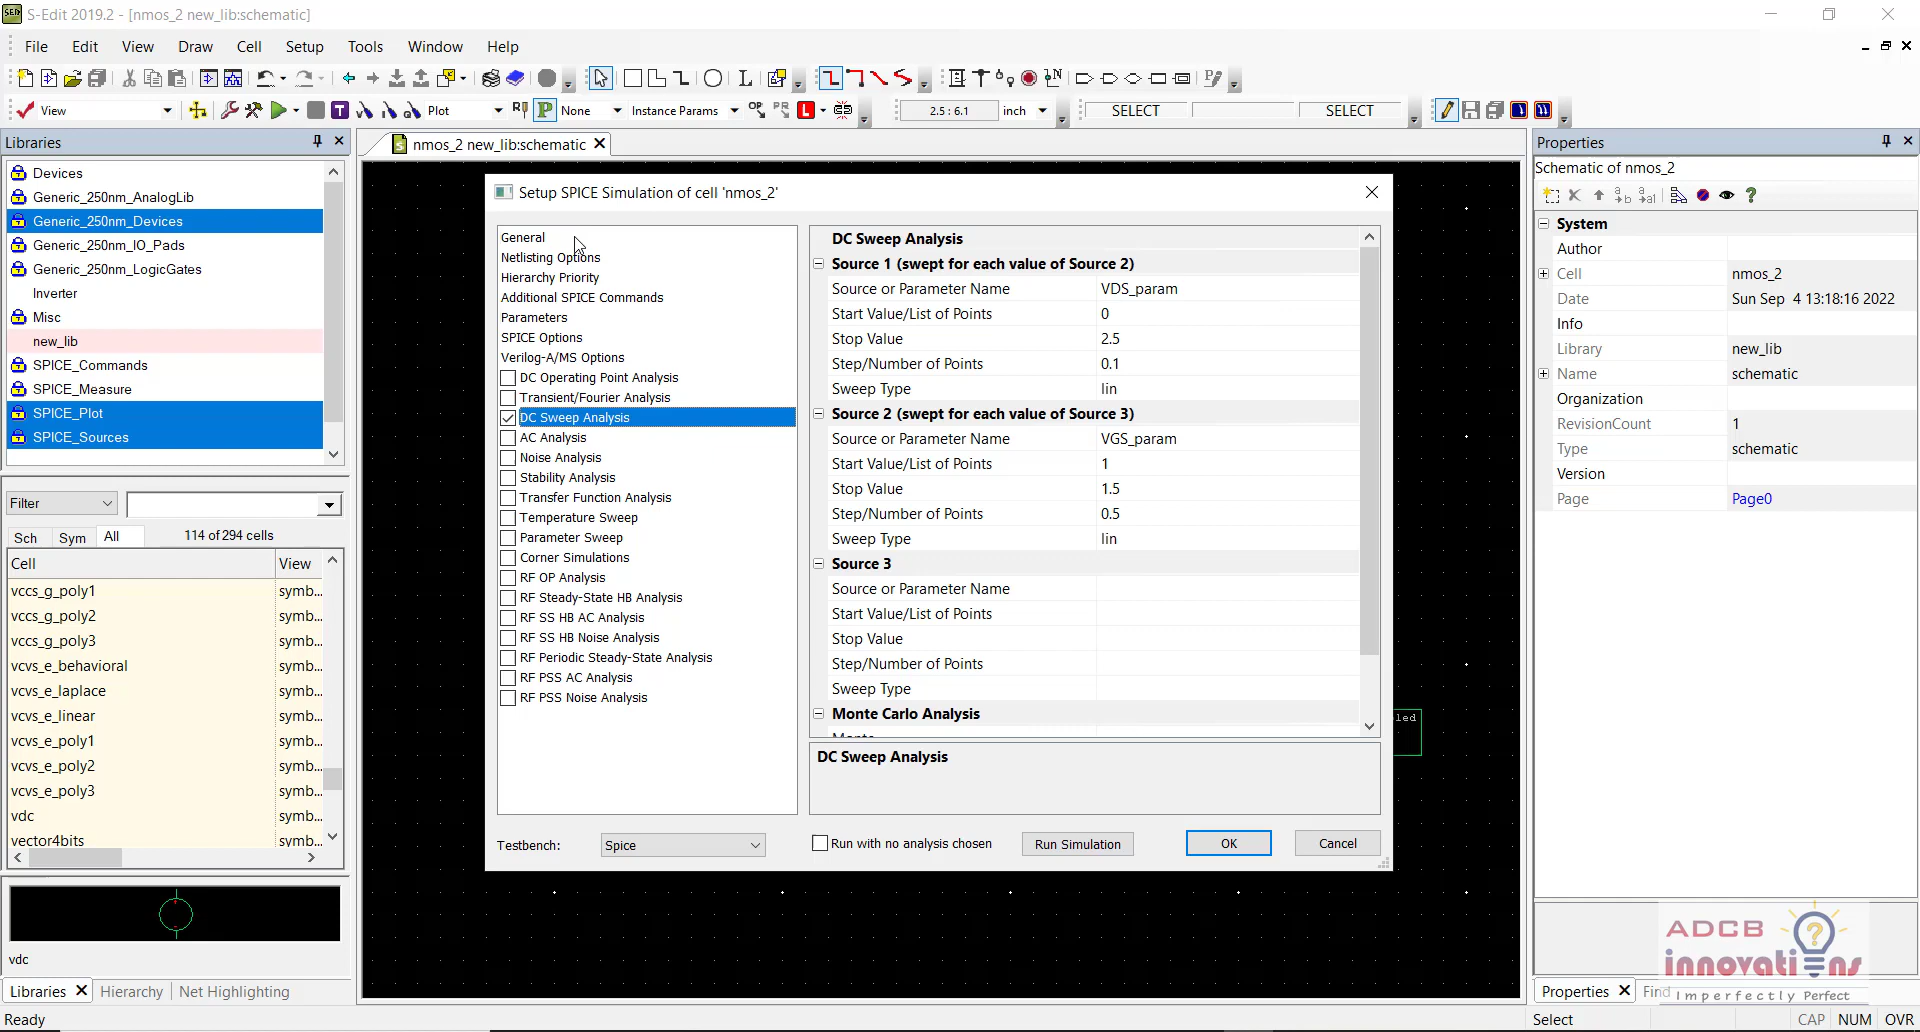 S-Edit 2019.2 - [nmos_2 new_lib:schematic]
File Edit View Draw Cell Setup Tools Window Help
View Plot None Instance Params 2.5 : 6.1 inch SELECT SELECT
Libraries
Devices
Generic_250nm_AnalogLib
Generic_250nm_Devices
Generic_250nm_IO_Pads
Generic_250nm_LogicGates
Inverter
Misc
new_lib
SPICE_Commands
SPICE_Measure
SPICE_Plot
SPICE_Sources
Filter
Sch Sym All 114 of 294 cells
Cell View
vccs_g_poly1 symb...
vccs_g_poly2 symb...
vccs_g_poly3 symb...
vcvs_e_behavioral symb...
vcvs_e_laplace symb...
vcvs_e_linear symb...
vcvs_e_poly1 symb...
vcvs_e_poly2 symb...
vcvs_e_poly3 symb...
vdc symb...
vector4bits symb...
vdc
Libraries Hierarchy Net Highlighting
Ready
nmos_2 new_lib:schematic
Setup SPICE Simulation of cell 'nmos_2'
General
Netlisting Options
Hierarchy Priority
Additional SPICE Commands
Parameters
SPICE Options
Verilog-A/MS Options
DC Operating Point Analysis
Transient/Fourier Analysis
DC Sweep Analysis
AC Analysis
Noise Analysis
Stability Analysis
Transfer Function Analysis
Temperature Sweep
Parameter Sweep
Corner Simulations
RF OP Analysis
RF Steady-State HB Analysis
RF SS HB AC Analysis
RF SS HB Noise Analysis
RF Periodic Steady-State Analysis
RF PSS AC Analysis
RF PSS Noise Analysis
DC Sweep Analysis
Source 1 (swept for each value of Source 2)
Source or Parameter Name VDS_param
Start Value/List of Points 0
Stop Value 2.5
Step/Number of Points 0.1
Sweep Type lin
Source 2 (swept for each value of Source 3)
Source or Parameter Name VGS_param
Start Value/List of Points 1
Stop Value 1.5
Step/Number of Points 0.5
Sweep Type lin
Source 3
Source or Parameter Name
Start Value/List of Points
Stop Value
Step/Number of Points
Sweep Type
Monte Carlo Analysis
DC Sweep Analysis
Testbench: Spice Run with no analysis chosen Run Simulation OK Cancel
led
Properties
Schematic of nmos_2
System
Author
Cell nmos_2
Date Sun Sep 4 13:18:16 2022
Info
Library new_lib
Name schematic
Organization
RevisionCount 1
Type schematic
Version
Page Page0
ADCB
innovati?ns
Imperfectly Perfect
Properties Find
Select CAP NUM OVR